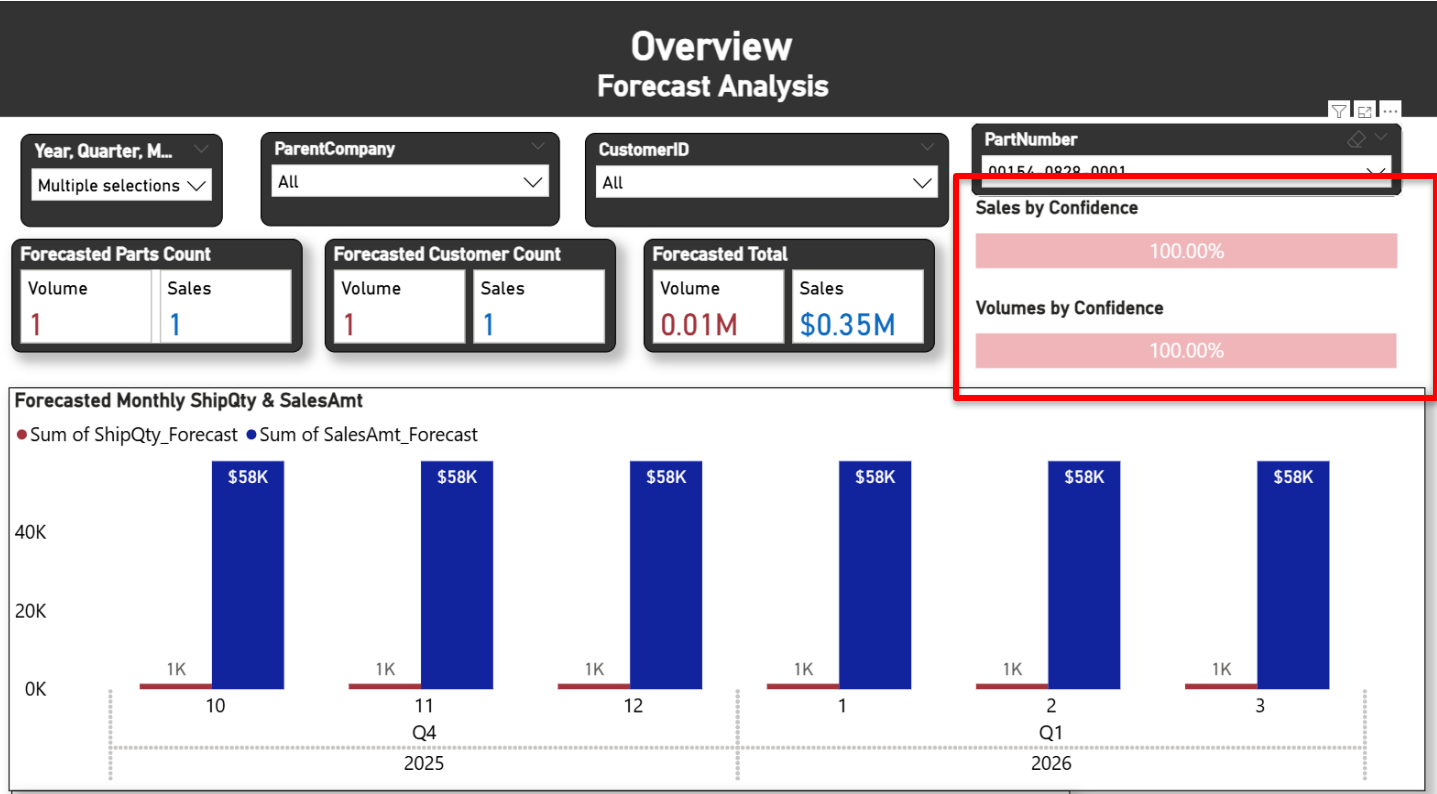 Overview
Forecast Analysis
Year, Quarter, M...
Multiple selections
ParentCompany
All
CustomerID
All
PartNumber
00154-0828-0001
Forecasted Parts Count
Volume
Sales
1
1
Forecasted Customer Count
Volume
Sales
1
1
Forecasted Total
Volume
Sales
0.01M
$0.35M
Sales by Confidence
100.00%
Volumes by Confidence
100.00%
Forecasted Monthly ShipQty & SalesAmt
Sum of ShipQty_Forecast Sum of SalesAmt_Forecast
$58K $58K $58K $58K $58K $58K
40K
20K
1K 1K 1K 1K 1K 1K
0K
10 11 12 1 2 3
Q4 Q1
2025 2026